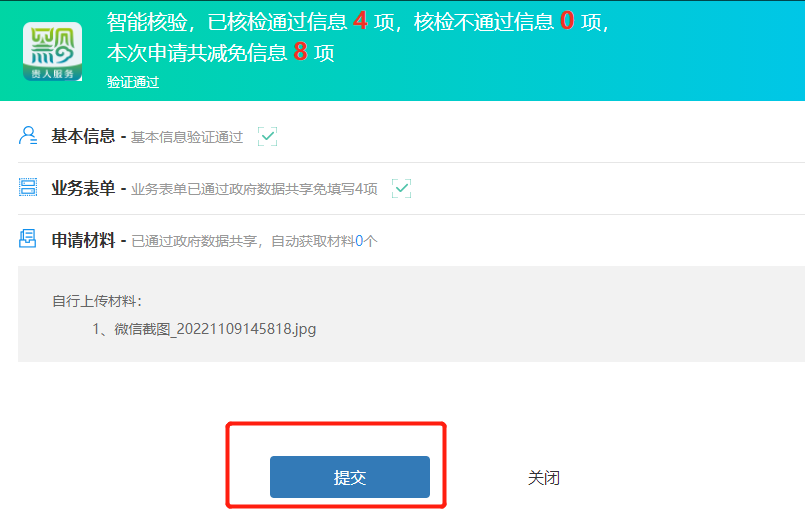 智能核验，已核检通过信息 4 项，核检不通过信息 0 项，
本次申请共减免信息 8 项
验证通过
贵人服务
基本信息 - 基本信息验证通过
业务表单 - 业务表单已通过政府数据共享免填写4项
申请材料 - 已通过政府数据共享，自动获取材料0个
自行上传材料：
1、微信截图_20221109145818.jpg
提交
关闭